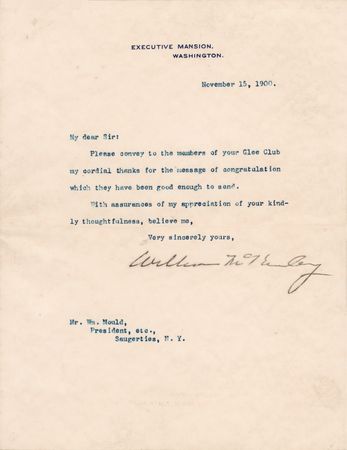 EXECUTIVE MANSION,
WASHINGTON.
November 15, 1900.
My dear Sir:
Please convey to the members of your Glee Club
my cordial thanks for the message of congratulation
which they have been good enough to send.
With assurances of my appreciation of your kind-
ly thoughtfulness, believe me,
Very sincerely yours,
William McKinley
Mr. Wm. Mould,
President, etc.,
Saugerties, N. Y.